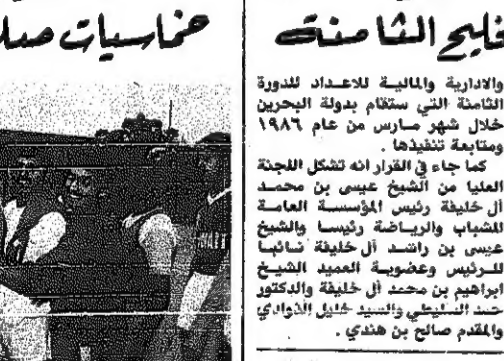 خليج الثامنة
والادارية والمالية للاعداد للدورة
الثامنة التي ستقام بدولة البحرين
خلال شهر مارس من عام ١٩٨٦
ومتابعة تنفيذها .
كما جاء في القرار انه تشكل اللجنة
العليا من الشيخ عيسى بن محمد
آل خليفة رئيس المؤسسة العامة
للشباب والرياضة رئيسا والشيخ
عيسى بن راشد آل خليفة نائبا
للرئيس وعضوية العميد الشيخ
ابراهيم بن محمد آل خليفة والدكتور
السليطي والسيد خليل الذوادي
والمقدم صالح بن هندي .
خماسيات